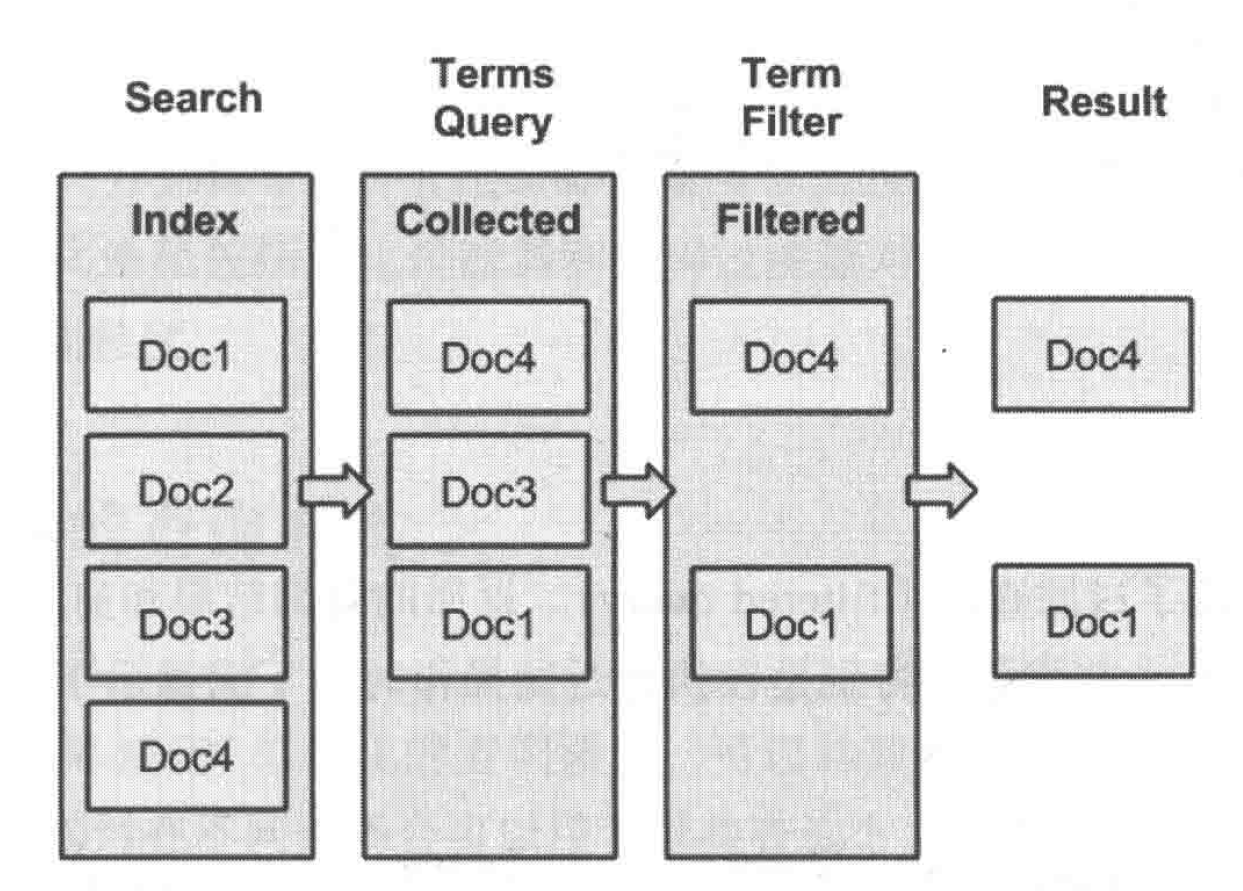 Search
Terms
Query
Term
Filter
Result
Index
Doc1
Doc2
Doc3
Doc4
Collected
Doc4
Doc3
Doc1
Filtered
Doc4
Doc1
Doc4
Doc1